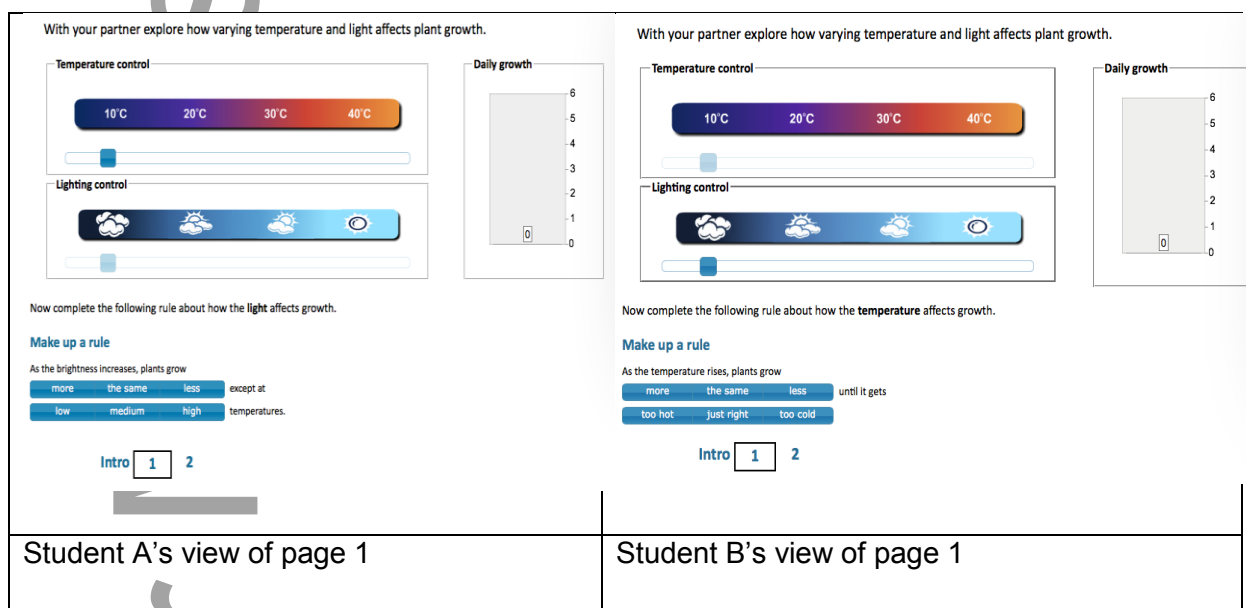 With your partner explore how varying temperature and light affects plant growth.
Temperature control
Daily growth
10°C 20°C 30°C 40°C
6
5
4
3
2
1
0
0
Lighting control
Now complete the following rule about how the light affects growth.
Make up a rule
As the brightness increases, plants grow
more the same less except at
low medium high temperatures.
Intro 1 2
Student A's view of page 1
With your partner explore how varying temperature and light affects plant growth.
Temperature control
Daily growth
10°C 20°C 30°C 40°C
6
5
4
3
2
1
0
0
Lighting control
Now complete the following rule about how the temperature affects growth.
Make up a rule
As the temperature rises, plants grow
more the same less until it gets
too hot just right too cold
Intro 1 2
Student B's view of page 1